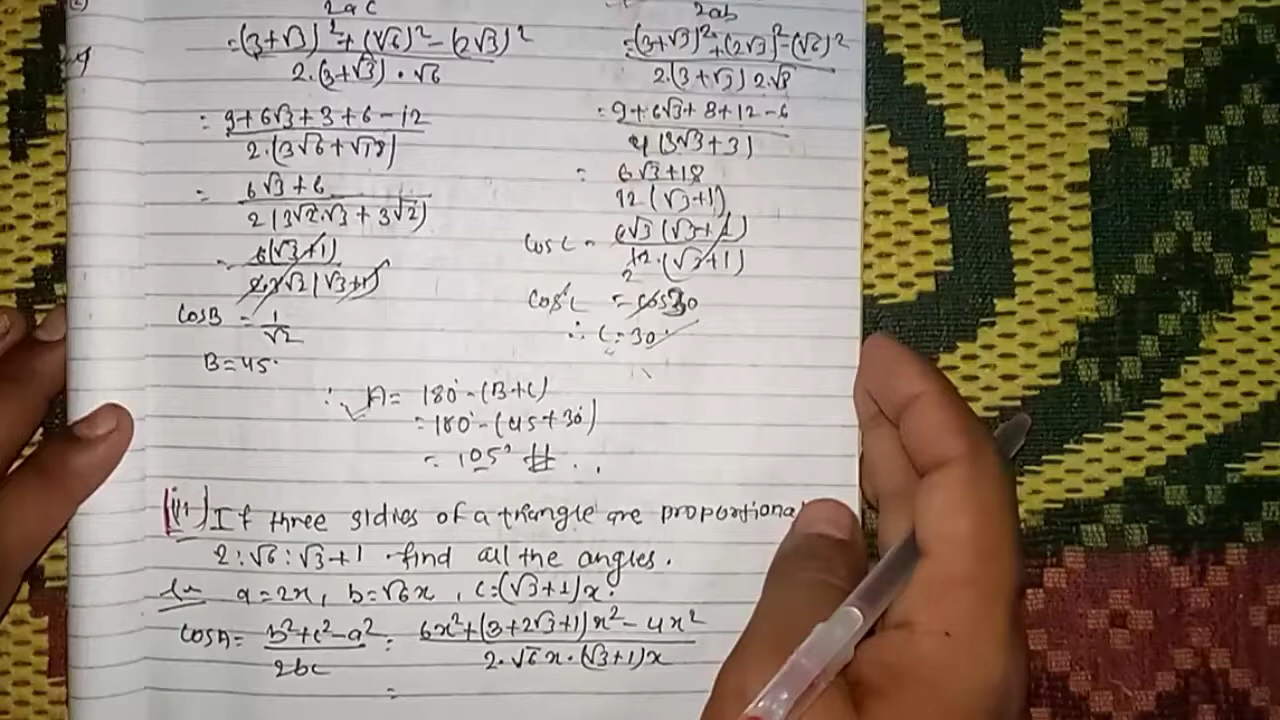 2ac
=(3+√3)²+(√6)²-(2√3)²
2.(3+√3).√6
= 9+6√3+3+6-12
2.(3√6+√18)
= 6√3+6
2(3√2.√3+3√2)
= 6(√3+1)
2.3√2(√3+1)
CosB = 1
√2
B=45°
2ab
=(3+√3)²+(2√3)²-(√6)²
2.(3+√3)2.√3
= 9+6√3+3+12-6
4(3√3+3)
= 6√3+18
12(√3+1)
Cos C = 6√3(√3+1)
12.(√3+1)
2
Cos C = cos30
∴ C=30°
∴ A= 180°-(B+C)
=180°-(45+30°)
= 105° #..
(ii) If three sidies of a triangle are proportional
2:√6:√3+1 find all the angles.
a=2x, b=√6x, c=(√3+1)x.
CosA= b²+c²-a² = 6x²+(3+2√3+1)x²-4x²
2bc 2.√6x.(√3+1)x
=